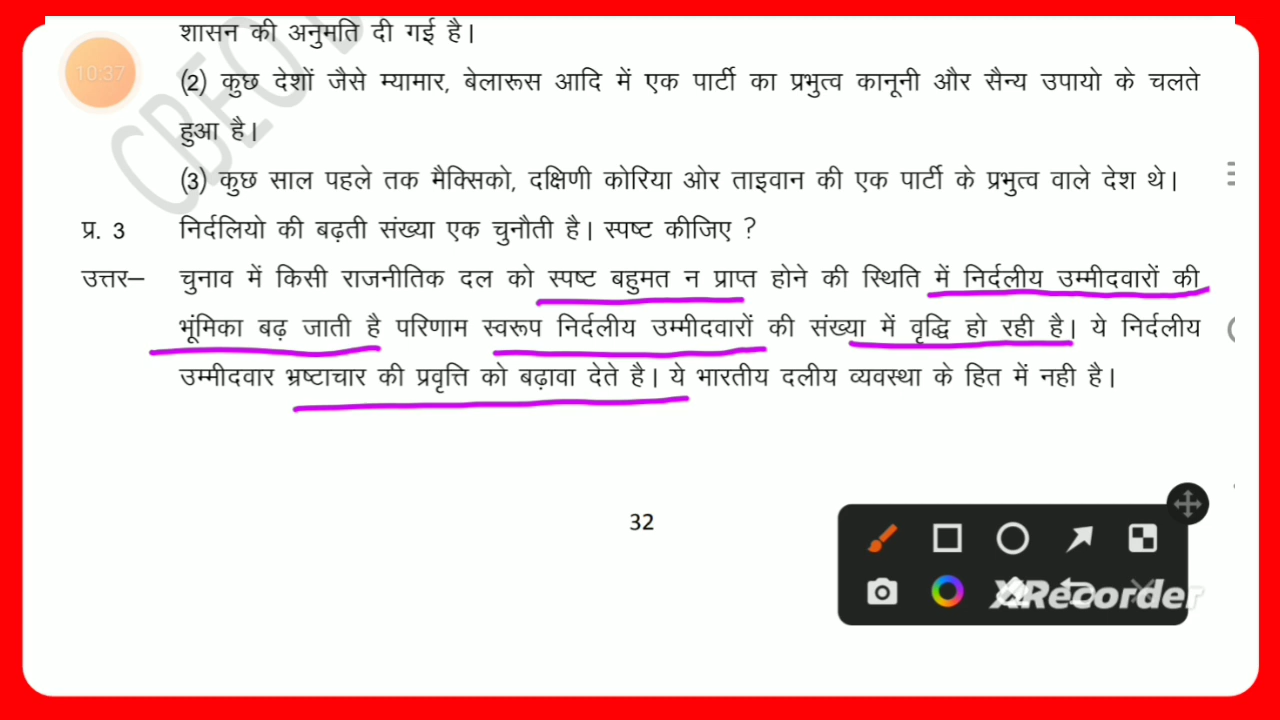 शासन की अनुमति दी गई है।
10:37
(2) कुछ देशों जैसे म्यामार, बेलारूस आदि में एक पार्टी का प्रभुत्व कानूनी और सैन्य उपायो के चलते
हुआ है।
(3) कुछ साल पहले तक मैक्सिको, दक्षिणी कोरिया ओर ताइवान की एक पार्टी के प्रभुत्व वाले देश थे।
प्र. 3 निर्दलियो की बढ़ती संख्या एक चुनौती है। स्पष्ट कीजिए ?
उत्तर– चुनाव में किसी राजनीतिक दल को स्पष्ट बहुमत न प्राप्त होने की स्थिति में निर्दलीय उम्मीदवारों की
भूंमिका बढ़ जाती है परिणाम स्वरूप निर्दलीय उम्मीदवारों की संख्या में वृद्धि हो रही है। ये निर्दलीय
उम्मीदवार भ्रष्टाचार की प्रवृत्ति को बढ़ावा देते है। ये भारतीय दलीय व्यवस्था के हित में नही है।
32
XRecorder
CBEO